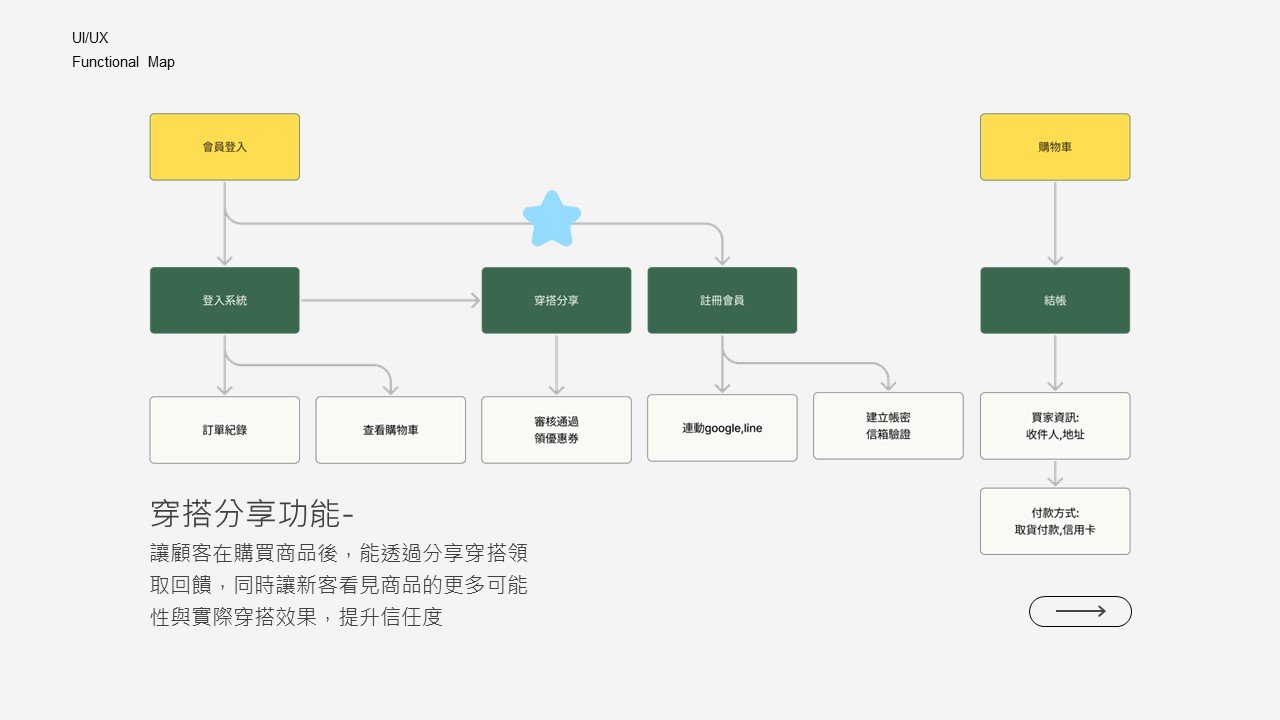 UI/UX
Functional Map
會員登入
購物車
登入系統
穿搭分享
註冊會員
結帳
訂單紀錄
查看購物車
審核通過
領優惠券
連動google,line
建立帳密
信箱驗證
買家資訊:
收件人,地址
付款方式:
取貨付款,信用卡
穿搭分享功能-
讓顧客在購買商品後，能透過分享穿搭領
取回饋，同時讓新客看見商品的更多可能
性與實際穿搭效果，提升信任度